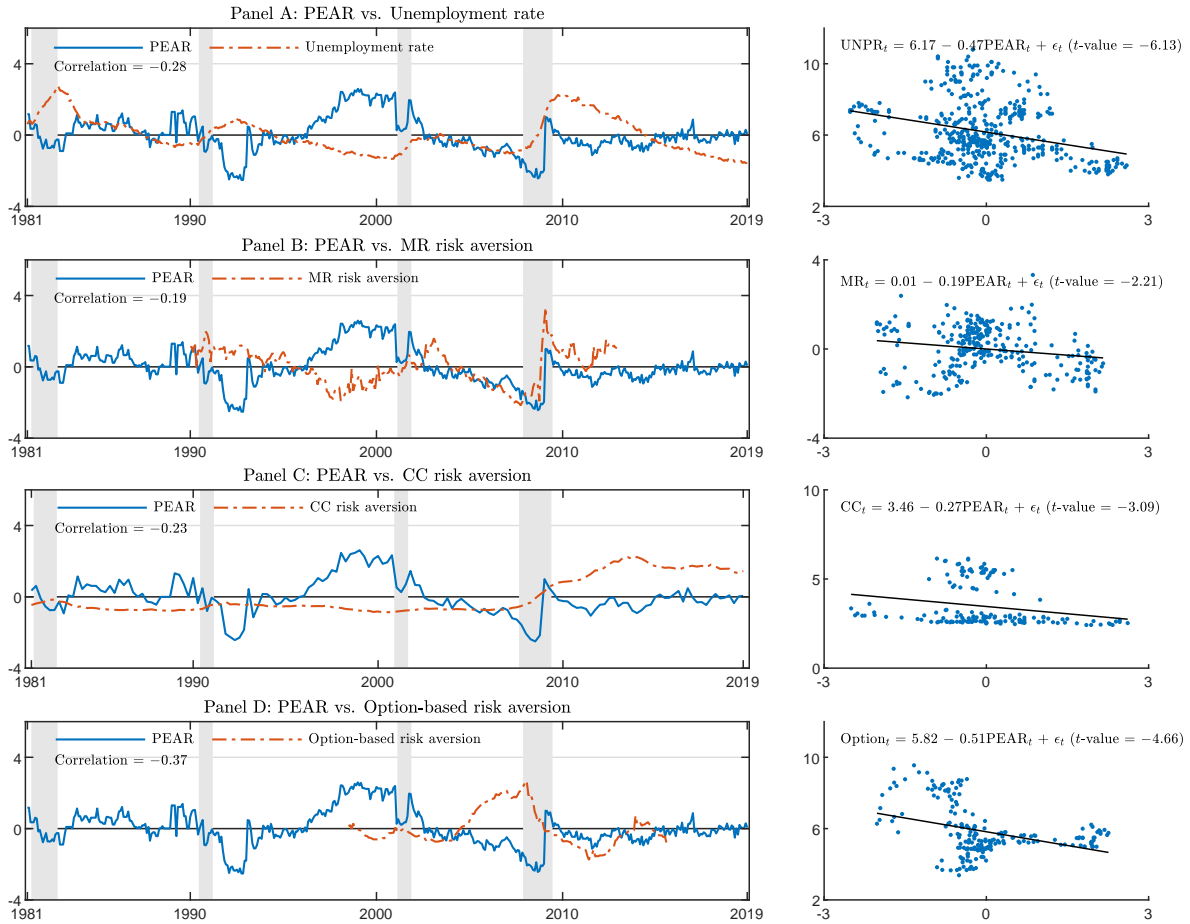 Panel A: PEAR vs. Unemployment rate
PEAR
Unemployment rate
Correlation = −0.28
4
0
-4
1981
1990
2000
2010
2019
UNPR_t = 6.17 − 0.47PEAR_t + ϵ_t (t-value = −6.13)
10
6
2
-3
0
3
Panel B: PEAR vs. MR risk aversion
PEAR
MR risk aversion
Correlation = −0.19
4
0
-4
1981
1990
2000
2010
2019
MR_t = 0.01 − 0.19PEAR_t + ϵ_t (t-value = −2.21)
4
0
-4
-3
0
3
Panel C: PEAR vs. CC risk aversion
PEAR
CC risk aversion
Correlation = −0.23
4
0
-4
1981
1990
2000
2010
2019
CC_t = 3.46 − 0.27PEAR_t + ϵ_t (t-value = −3.09)
10
5
0
-3
0
3
Panel D: PEAR vs. Option-based risk aversion
PEAR
Option-based risk aversion
Correlation = −0.37
4
0
-4
1981
1990
2000
2010
2019
Option_t = 5.82 − 0.51PEAR_t + ϵ_t (t-value = −4.66)
10
6
2
-3
0
3